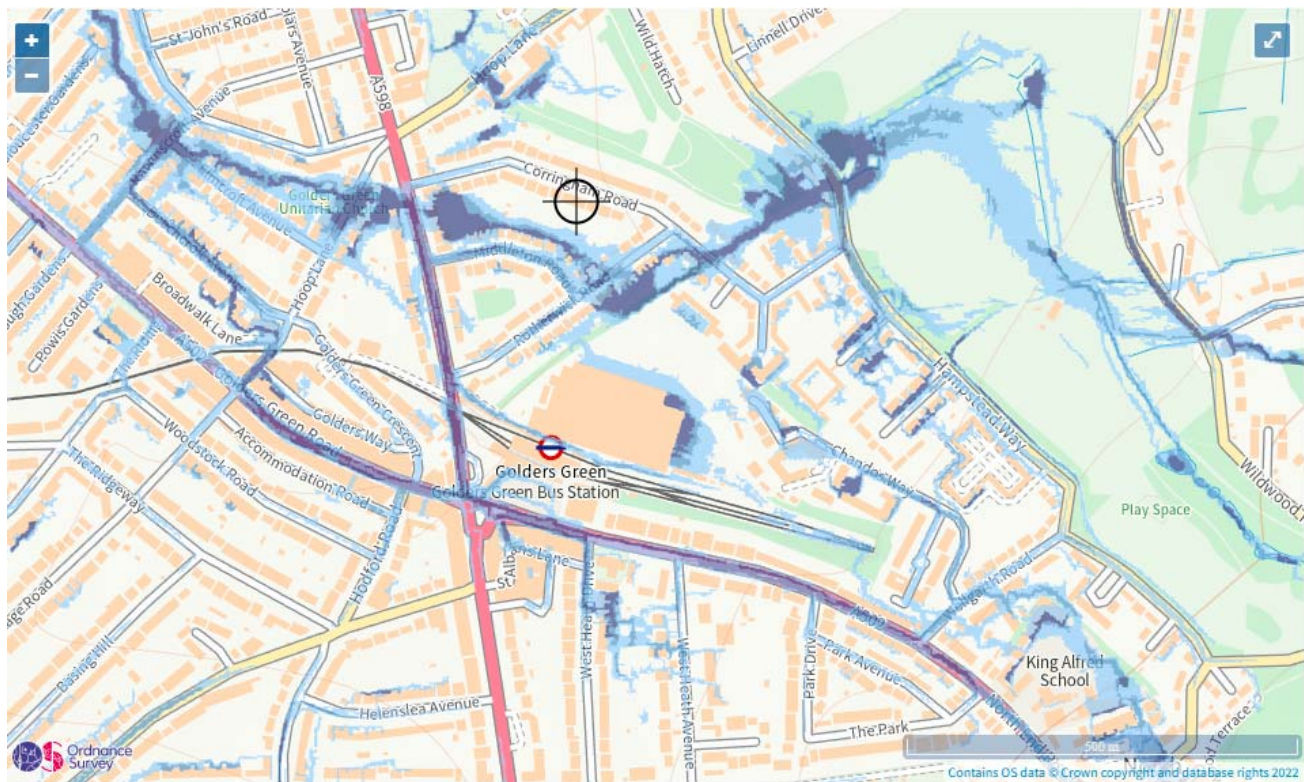 +
−
St John's Road
Hoop Lane
Wild Hatch
Linnell Drive
A598
Corringham Road
Golders Green
Unitarian Church
Elmcroft Avenue
Hoop Lane
Broadwalk Lane
Powis Gardens
Golders Green Crescent
Golders Way
Golders Green Road
Accommodation Road
Woodstock Road
The Ridgeway
Hodford Road
Basing Hill
Helenslea Avenue
Golders Green
Golders Green Bus Station
St Albans Lane
West Heath Drive
West Heath Avenue
Park Drive
Park Avenue
The Park
Chandos Way
Hampstead Way
Wellgarth Road
Play Space
King Alfred
School
500 m
Ordnance
Survey
Contains OS data © Crown copyright and database rights 2022